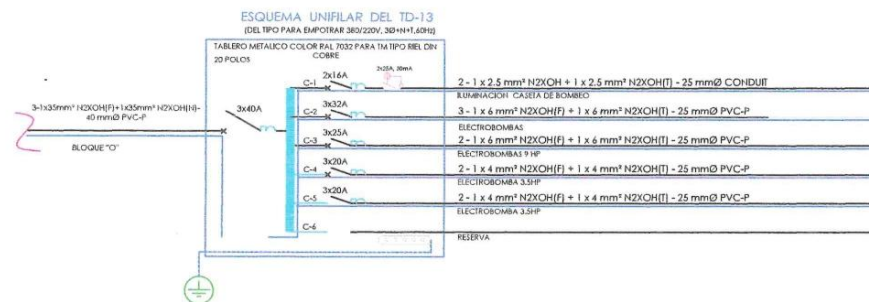 ESQUEMA UNIFILAR DEL TD-13
(DEL TIPO PARA EMPOTRAR 380/220V, 3Ø+N+T,60Hz)
TABLERO METALICO COLOR RAL 7032 PARA TM TIPO RIEL DIN
COBRE
20 POLOS
3-1x35mm² N2XOH(F)+1x35mm² N2XOH(N)-
40 mmØ PVC-P
BLOQUE "O"
3x40A
C-1
2x16A
2x25A, 30mA
2 - 1 x 2.5 mm² N2XOH + 1 x 2.5 mm² N2XOH(T) - 25 mmØ CONDUIT
ILUMINACION CASETA DE BOMBEO
C-2
3x32A
3 - 1 x 6 mm² N2XOH(F) + 1 x 6 mm² N2XOH(T) - 25 mmØ PVC-P
ELECTROBOMBAS
C-3
3x25A
2 - 1 x 6 mm² N2XOH(F) + 1 x 6 mm² N2XOH(T) - 25 mmØ PVC-P
ELECTROBOMBAS 9 HP
C-4
3x20A
2 - 1 x 4 mm² N2XOH(F) + 1 x 4 mm² N2XOH(T) - 25 mmØ PVC-P
ELECTROBOMBA 3.5HP
C-5
3x20A
2 - 1 x 4 mm² N2XOH(F) + 1 x 4 mm² N2XOH(T) - 25 mmØ PVC-P
ELECTROBOMBA 3.5HP
C-6
RESERVA